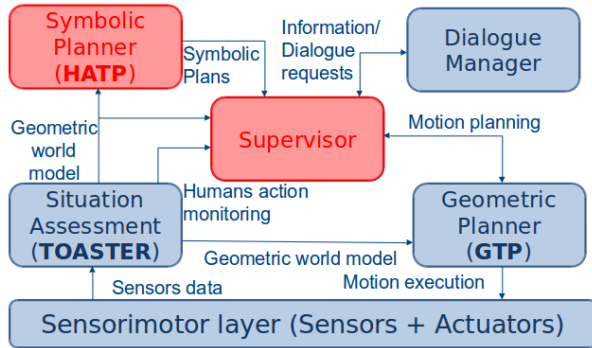 Symbolic
Planner
(HATP)
Symbolic
Plans
Information/
Dialogue
requests
Dialogue
Manager
Geometric
world
model
Supervisor
Motion planning
Situation
Assessment
(TOASTER)
Humans action
monitoring
Geometric
Planner
(GTP)
Geometric world model
Sensors data
Motion execution
Sensorimotor layer (Sensors + Actuators)